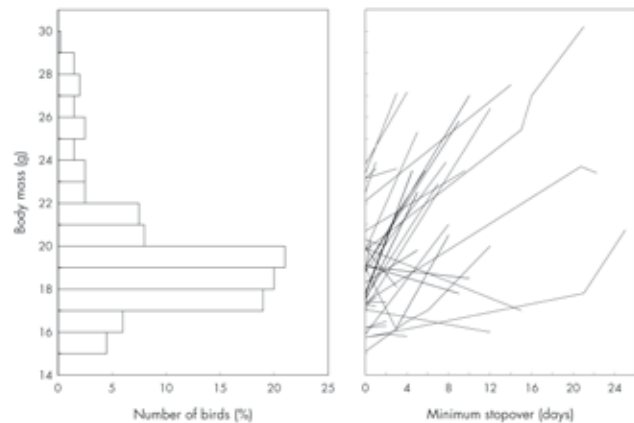 Body mass (g)
30
28
26
24
22
20
18
16
14
0 5 10 15 20 25
Number of birds (%)
0 4 8 12 16 20 24
Minimum stopover (days)